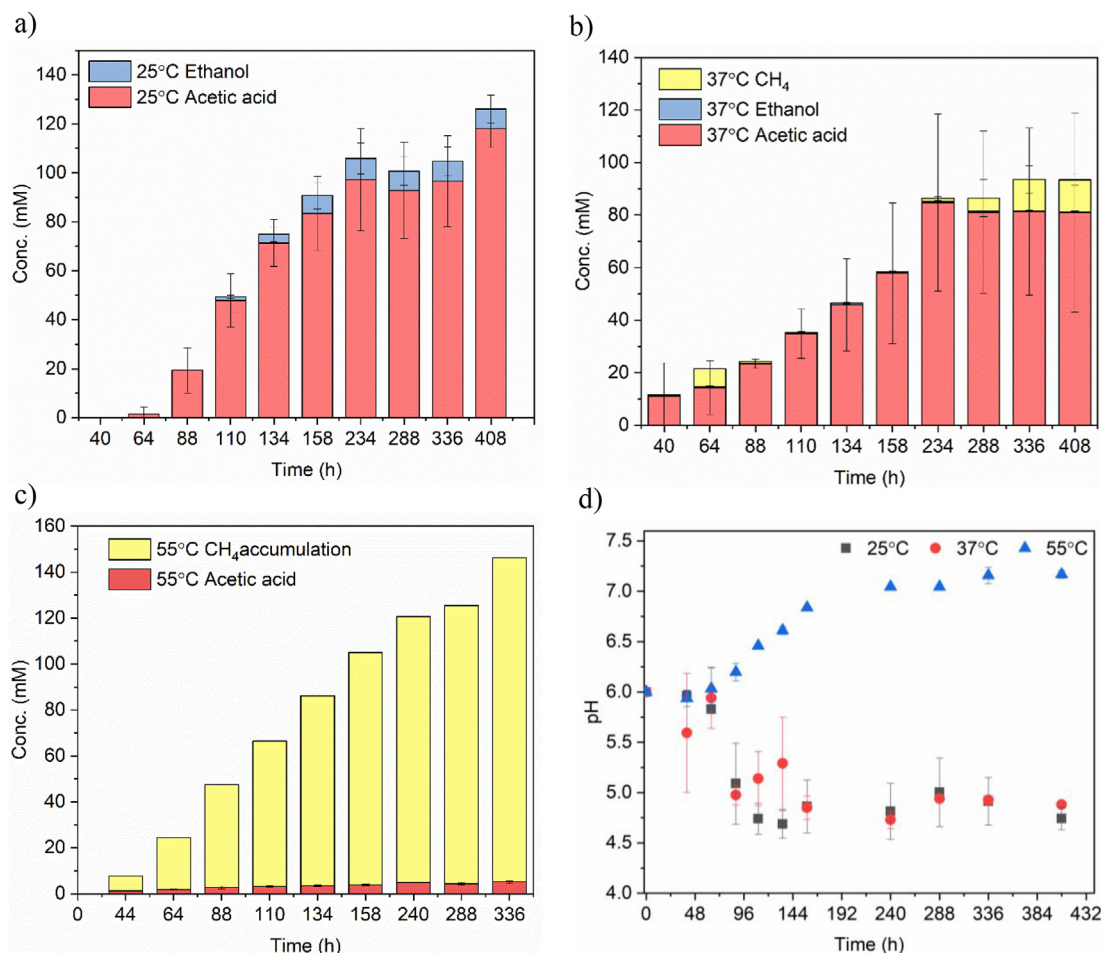 a)
140
120
100
80
60
40
20
0
Conc. (mM)
25°C Ethanol
25°C Acetic acid
40 64 88 110 134 158 234 288 336 408
Time (h)
b)
140
120
100
80
60
40
20
0
Conc. (mM)
37°C CH₄
37°C Ethanol
37°C Acetic acid
40 64 88 110 134 158 234 288 336 408
Time (h)
c)
160
140
120
100
80
60
40
20
0
Conc. (mM)
55°C CH₄accumulation
55°C Acetic acid
0 44 64 88 110 134 158 240 288 336
Time (h)
d)
7.5
7.0
6.5
6.0
5.5
5.0
4.5
4.0
pH
25°C 37°C 55°C
0 48 96 144 192 240 288 336 384 432
Time (h)